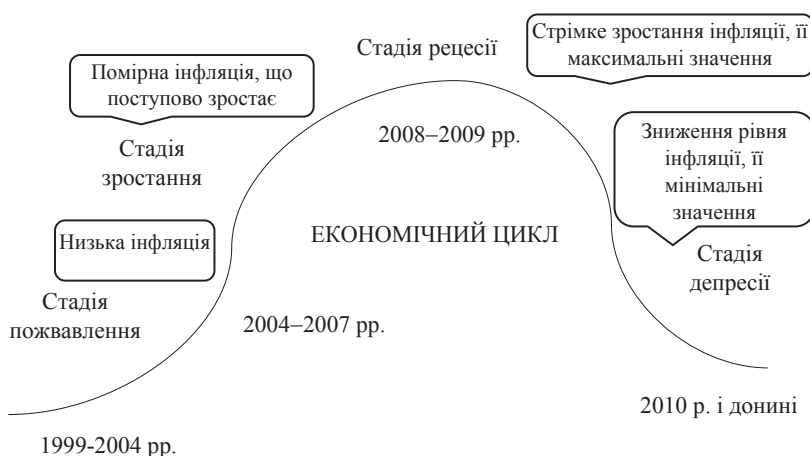 Стадія рецесії
Стрімке зростання інфляції, її
максимальні значення
Помірна інфляція, що
поступово зростає
2008–2009 рр.
Стадія
зростання
Зниження рівня
інфляції, її
мінімальні
значення
Низька інфляція
ЕКОНОМІЧНИЙ ЦИКЛ
Стадія
депресії
Стадія
пожвавлення
2004–2007 рр.
2010 р. і донині
1999-2004 рр.